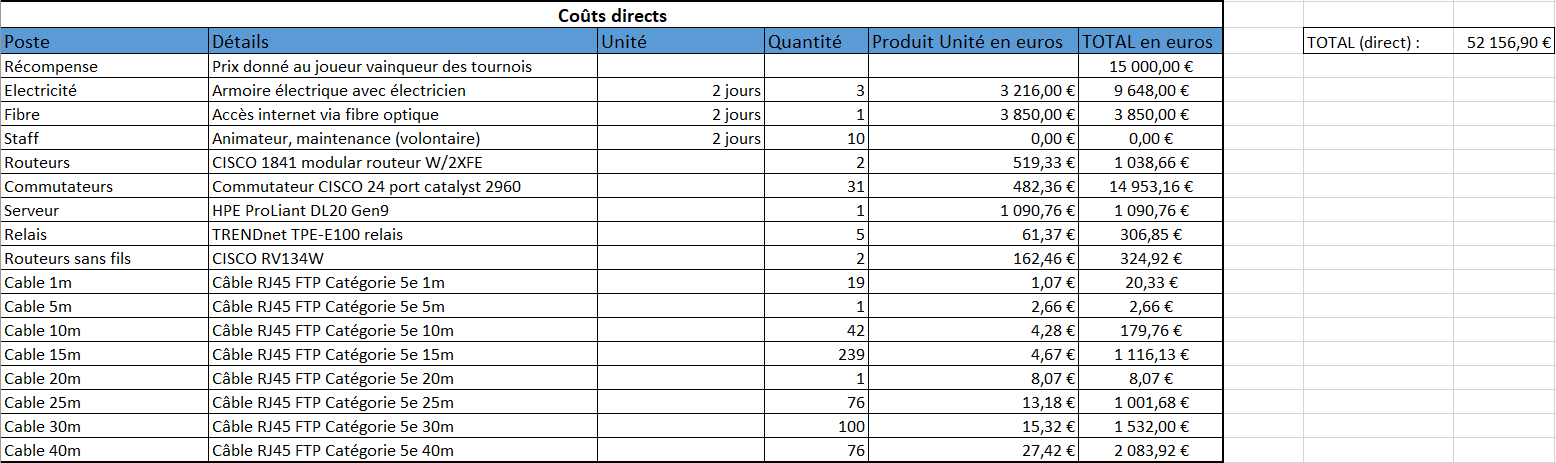 Coûts directs
Poste Détails Unité Quantité Produit Unité en euros TOTAL en euros TOTAL (direct) : 52 156,90 €
Récompense Prix donné au joueur vainqueur des tournois 15 000,00 €
Electricité Armoire électrique avec électricien 2 jours 3 3 216,00 € 9 648,00 €
Fibre Accès internet via fibre optique 2 jours 1 3 850,00 € 3 850,00 €
Staff Animateur, maintenance (volontaire) 2 jours 10 0,00 € 0,00 €
Routeurs CISCO 1841 modular routeur W/2XFE 2 519,33 € 1 038,66 €
Commutateurs Commutateur CISCO 24 port catalyst 2960 31 482,36 € 14 953,16 €
Serveur HPE ProLiant DL20 Gen9 1 1 090,76 € 1 090,76 €
Relais TRENDnet TPE-E100 relais 5 61,37 € 306,85 €
Routeurs sans fils CISCO RV134W 2 162,46 € 324,92 €
Cable 1m Câble RJ45 FTP Catégorie 5e 1m 19 1,07 € 20,33 €
Cable 5m Câble RJ45 FTP Catégorie 5e 5m 1 2,66 € 2,66 €
Cable 10m Câble RJ45 FTP Catégorie 5e 10m 42 4,28 € 179,76 €
Cable 15m Câble RJ45 FTP Catégorie 5e 15m 239 4,67 € 1 116,13 €
Cable 20m Câble RJ45 FTP Catégorie 5e 20m 1 8,07 € 8,07 €
Cable 25m Câble RJ45 FTP Catégorie 5e 25m 76 13,18 € 1 001,68 €
Cable 30m Câble RJ45 FTP Catégorie 5e 30m 100 15,32 € 1 532,00 €
Cable 40m Câble RJ45 FTP Catégorie 5e 40m 76 27,42 € 2 083,92 €